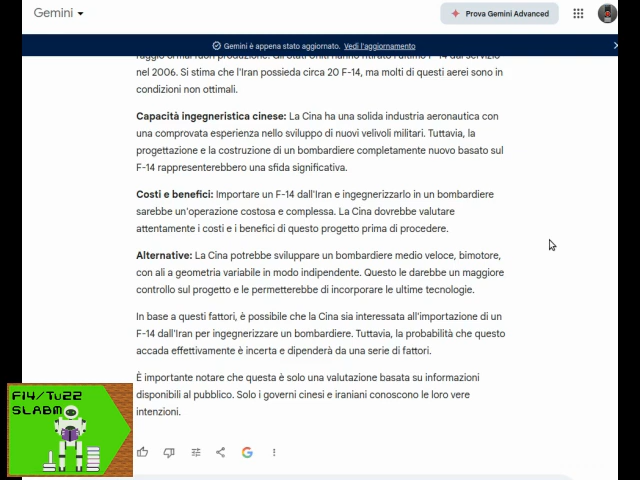 Gemini
Prova Gemini Advanced
Gemini è appena stato aggiornato. Vedi l'aggiornamento
raggio ormai fuori produzione. Gli Stati Uniti hanno ritirato l'ultimo F-14 dal servizio
nel 2006. Si stima che l'Iran possieda circa 20 F-14, ma molti di questi aerei sono in
condizioni non ottimali.
Capacità ingegneristica cinese: La Cina ha una solida industria aeronautica con
una comprovata esperienza nello sviluppo di nuovi velivoli militari. Tuttavia, la
progettazione e la costruzione di un bombardiere completamente nuovo basato sul
F-14 rappresenterebbero una sfida significativa.
Costi e benefici: Importare un F-14 dall'Iran e ingegnerizzarlo in un bombardiere
sarebbe un'operazione costosa e complessa. La Cina dovrebbe valutare
attentamente i costi e i benefici di questo progetto prima di procedere.
Alternative: La Cina potrebbe sviluppare un bombardiere medio veloce, bimotore,
con ali a geometria variabile in modo indipendente. Questo le darebbe un maggiore
controllo sul progetto e le permetterebbe di incorporare le ultime tecnologie.
In base a questi fattori, è possibile che la Cina sia interessata all'importazione di un
F-14 dall'Iran per ingegnerizzare un bombardiere. Tuttavia, la probabilità che questo
accada effettivamente è incerta e dipenderà da una serie di fattori.
È importante notare che questa è solo una valutazione basata su informazioni
disponibili al pubblico. Solo i governi cinesi e iraniani conoscono le loro vere
intenzioni.
F14/Tu22
SLABM